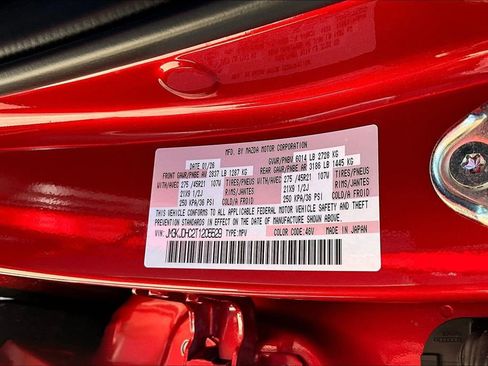 MFD. BY MAZDA MOTOR CORPORATION
DATE 01/26 GVWR/PNBV 6014 LB 2728 KG
FRONT GAWR/PNBE AV 2837 LB 1287 KG REAR GAWR/PNBE AR 3186 LB 1445 KG
WITH/AVEC 275 /45R21 107W TIRES/PNEUS WITH/AVEC 275 /45R21 107W TIRES/PNEUS
21X9 1/2J RIMS/JANTES 21X9 1/2J RIMS/JANTES
250 KPA/36 PSI COLD/A FROID 250 KPA/36 PSI COLD/A FROID
THIS VEHICLE CONFORMS TO ALL APPLICABLE FEDERAL MOTOR VEHICLE SAFETY AND THEFT
PREVENTION STANDARDS IN EFFECT ON THE DATE OF MANUFACTURE SHOWN ABOVE.
VIN: JM3KJDHC2T1205529 TYPE:MPV COLOR CODE:46V MADE IN JAPAN